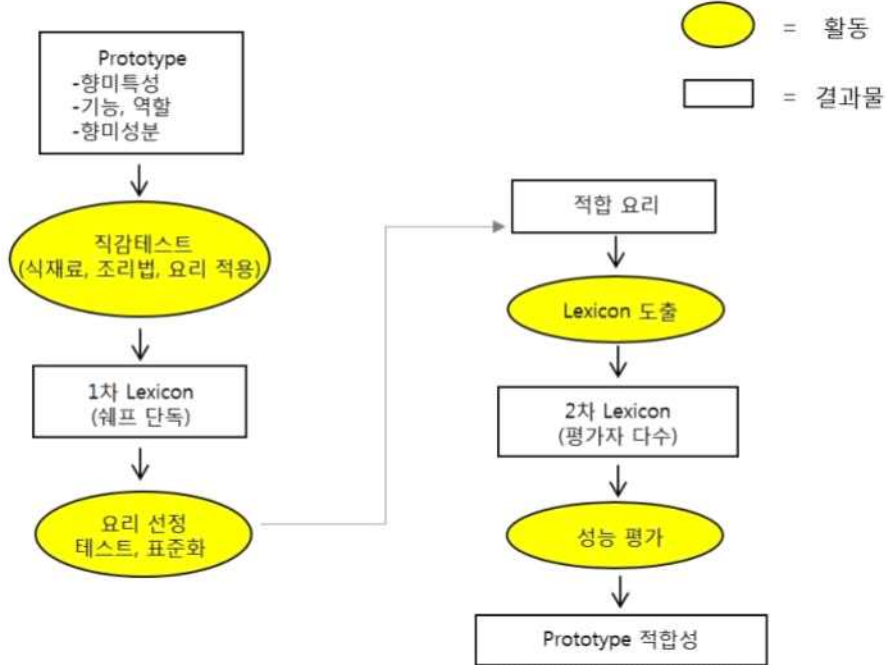 = 활동
= 결과물
Prototype
-향미특성
-기능, 역할
-향미성분
직감테스트
(식재료, 조리법, 요리 적용)
1차 Lexicon
(쉐프 단독)
요리 선정
테스트, 표준화
적합 요리
Lexicon 도출
2차 Lexicon
(평가자 다수)
성능 평가
Prototype 적합성